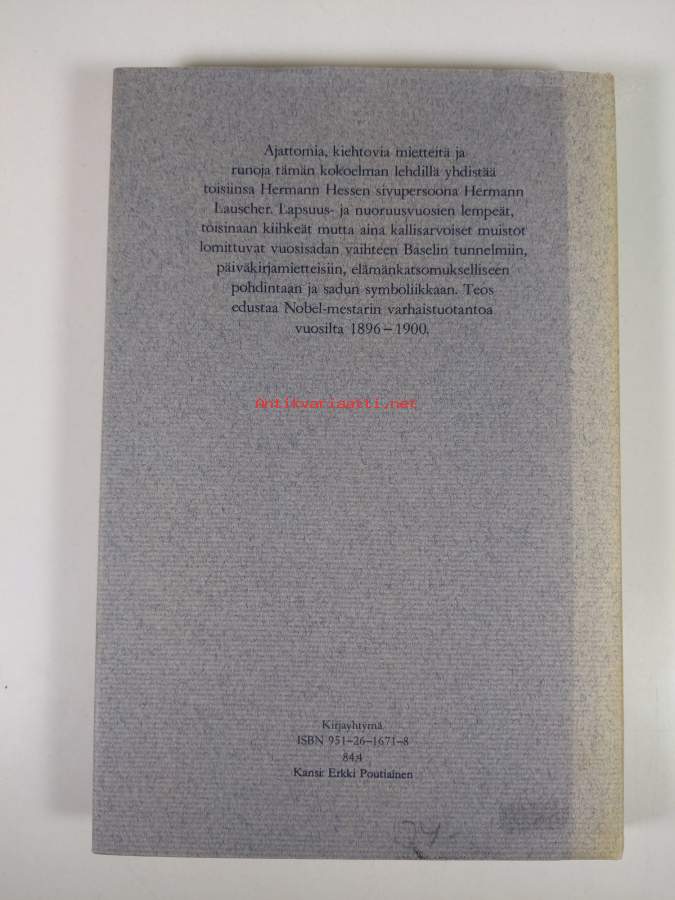 Ajattomia, kiehtovia mietteitä ja
runoja tämän kokoelman lehdillä yhdistää
toisiinsa Hermann Hessen sivupersoona Hermann
Lauscher. Lapsuus- ja nuoruusvuosien lempeät,
toisinaan kiihkeät mutta aina kallisarvoiset muistot
lomittuvat vuosisadan vaihteen Baselin tunnelmiin,
päiväkirjamietteisiin, elämänkatsomukselliseen
pohdintaan ja sadun symboliikkaan. Teos
edustaa Nobel-mestarin varhaistuotantoa
vuosilta 1896–1900.
Antikvariaatti.net
Kirjayhtymä
ISBN 951–26–1671–8
84.4
Kansi: Erkki Poutiainen